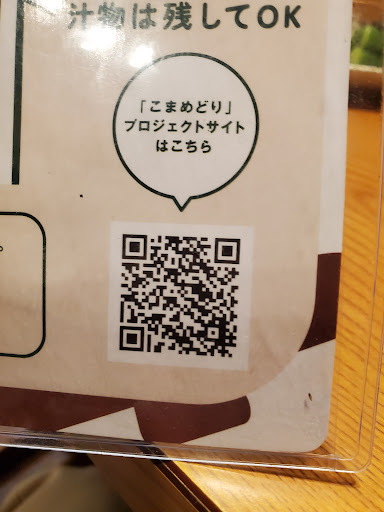 汁物は残してOK
「こまめどり」
プロジェクトサイト
はこちら